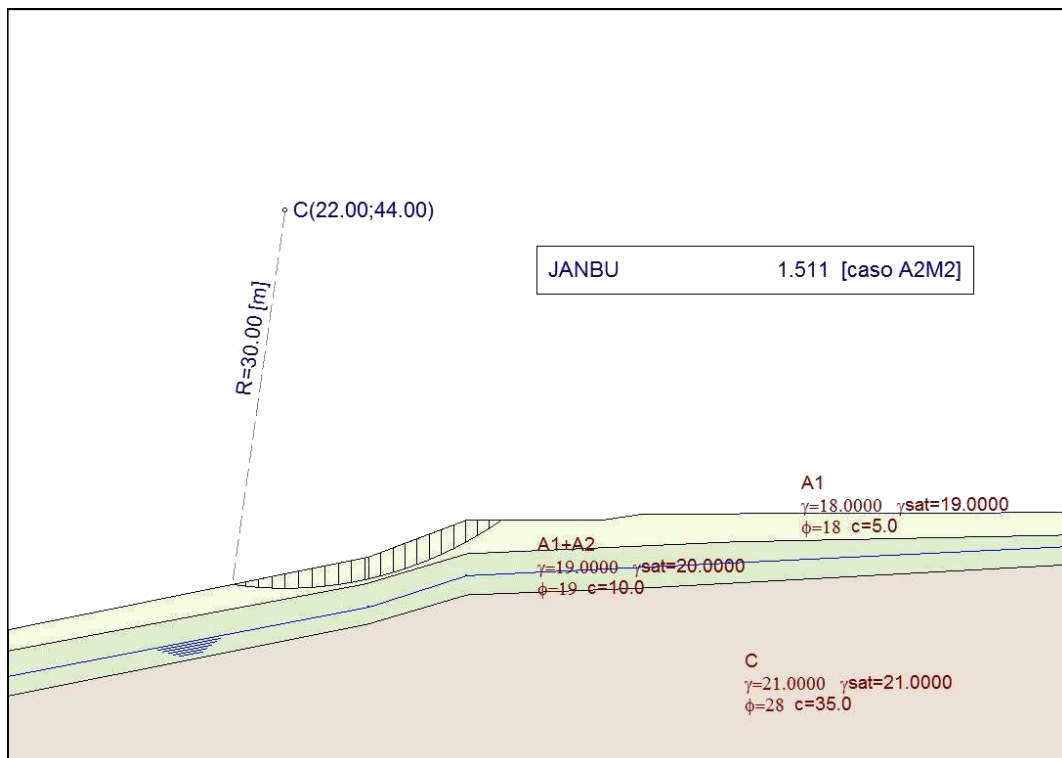 C(22.00;44.00)
R=30.00 [m]
JANBU 1.511 [caso A2M2]
A1
γ=18.0000 γsat=19.0000
ϕ=18 c=5.0
A1+A2
γ=19.0000 γsat=20.0000
ϕ=19 c=10.0
C
γ=21.0000 γsat=21.0000
ϕ=28 c=35.0